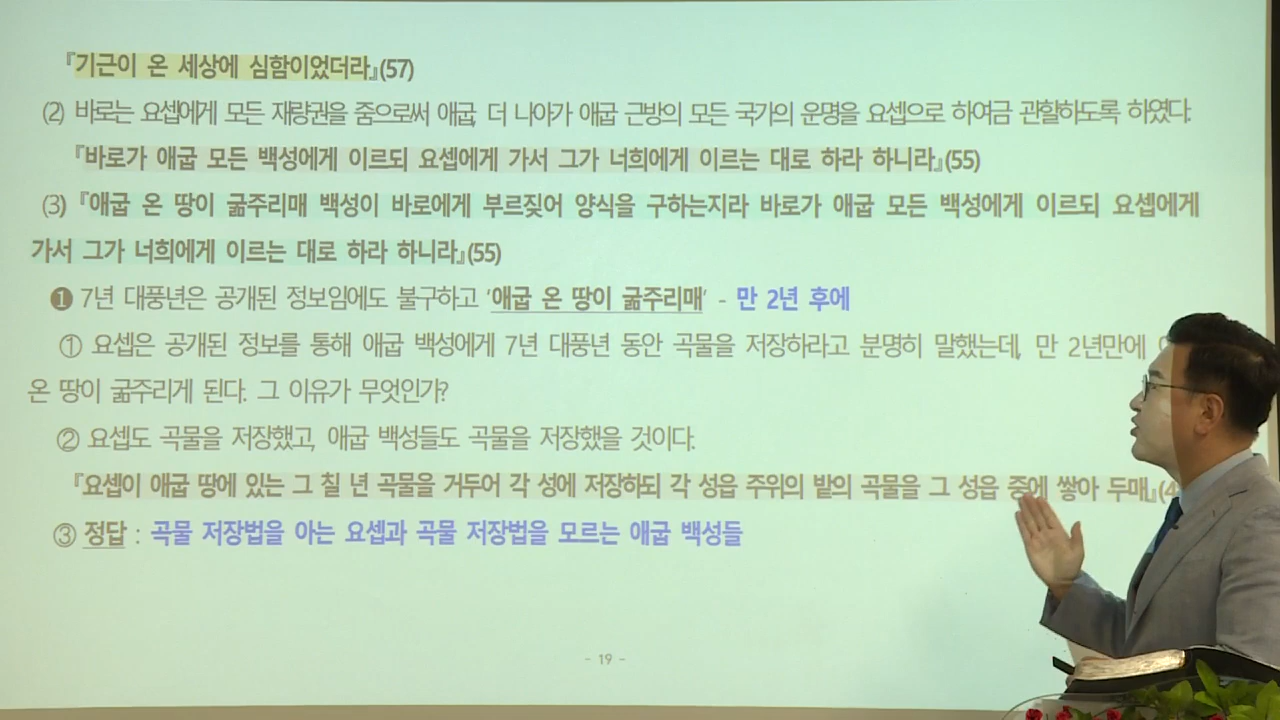 『기근이 온 세상에 심함이었더라』(57)
(2) 바로는 요셉에게 모든 재량권을 줌으로써 애굽, 더 나아가 애굽 근방의 모든 국가의 운명을 요셉으로 하여금 관할하도록 하였다.
『바로가 애굽 모든 백성에게 이르되 요셉에게 가서 그가 너희에게 이르는 대로 하라 하니라』(55)
(3) 『애굽 온 땅이 굶주리매 백성이 바로에게 부르짖어 양식을 구하는지라 바로가 애굽 모든 백성에게 이르되 요셉에게
가서 그가 너희에게 이르는 대로 하라 하니라』(55)
❶ 7년 대풍년은 공개된 정보임에도 불구하고 '애굽 온 땅이 굶주리매' - 만 2년 후에
① 요셉은 공개된 정보를 통해 애굽 백성에게 7년 대풍년 동안 곡물을 저장하라고 분명히 말했는데, 만 2년만에
온 땅이 굶주리게 된다. 그 이유가 무엇인가?
② 요셉도 곡물을 저장했고, 애굽 백성들도 곡물을 저장했을 것이다.
『요셉이 애굽 땅에 있는 그 칠 년 곡물을 거두어 각 성에 저장하되 각 성읍 주위의 밭의 곡물을 그 성읍 중에 쌓아 두매』(4
③ 정답 : 곡물 저장법을 아는 요셉과 곡물 저장법을 모르는 애굽 백성들
- 19 -